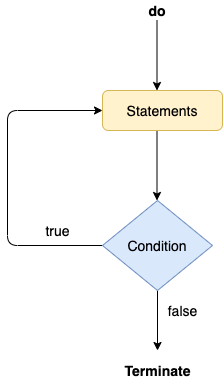 do
Statements
true
Condition
false
Terminate